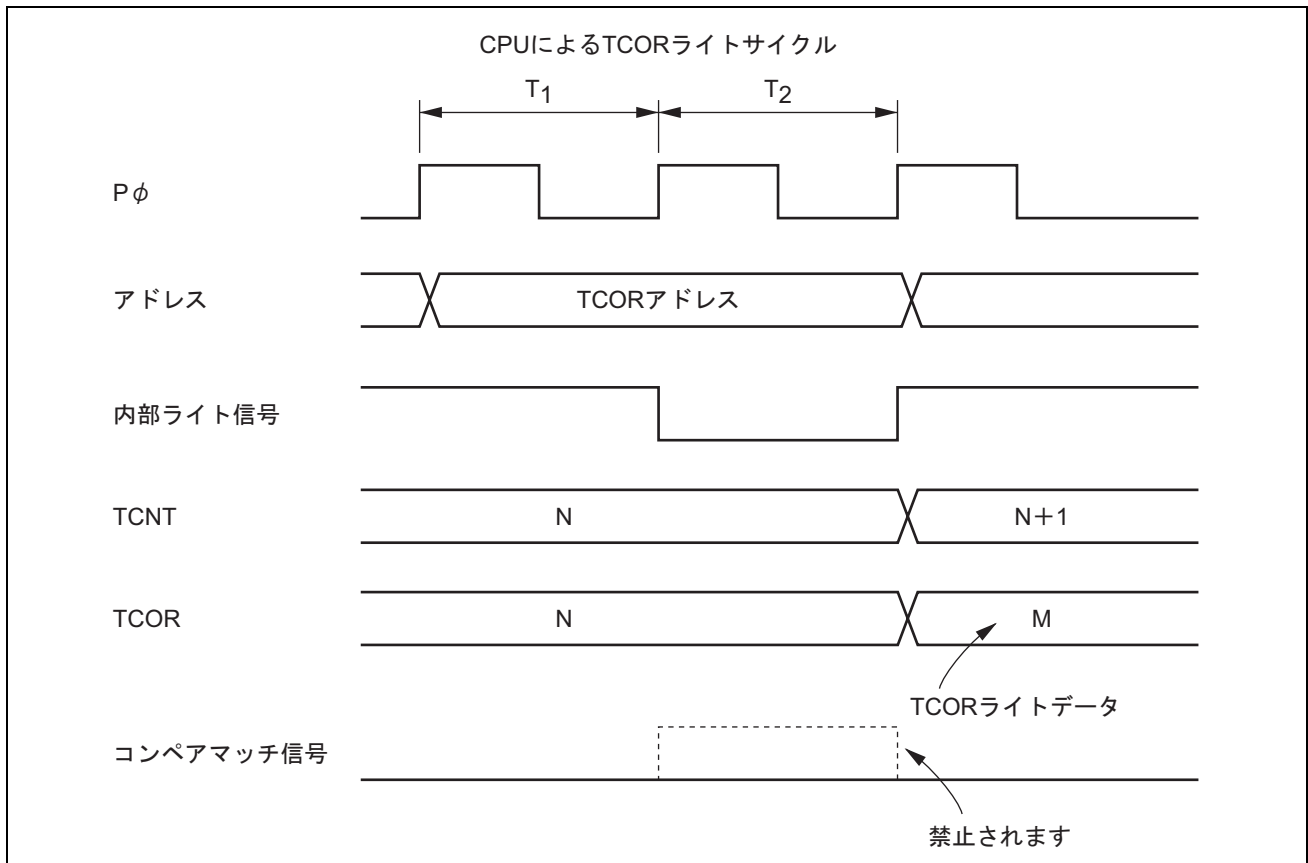 CPUによるTCORライトサイクル
T1 T2
Pφ
アドレス TCORアドレス
内部ライト信号
TCNT N N+1
TCOR N M
TCORライトデータ
コンペアマッチ信号
禁止されます